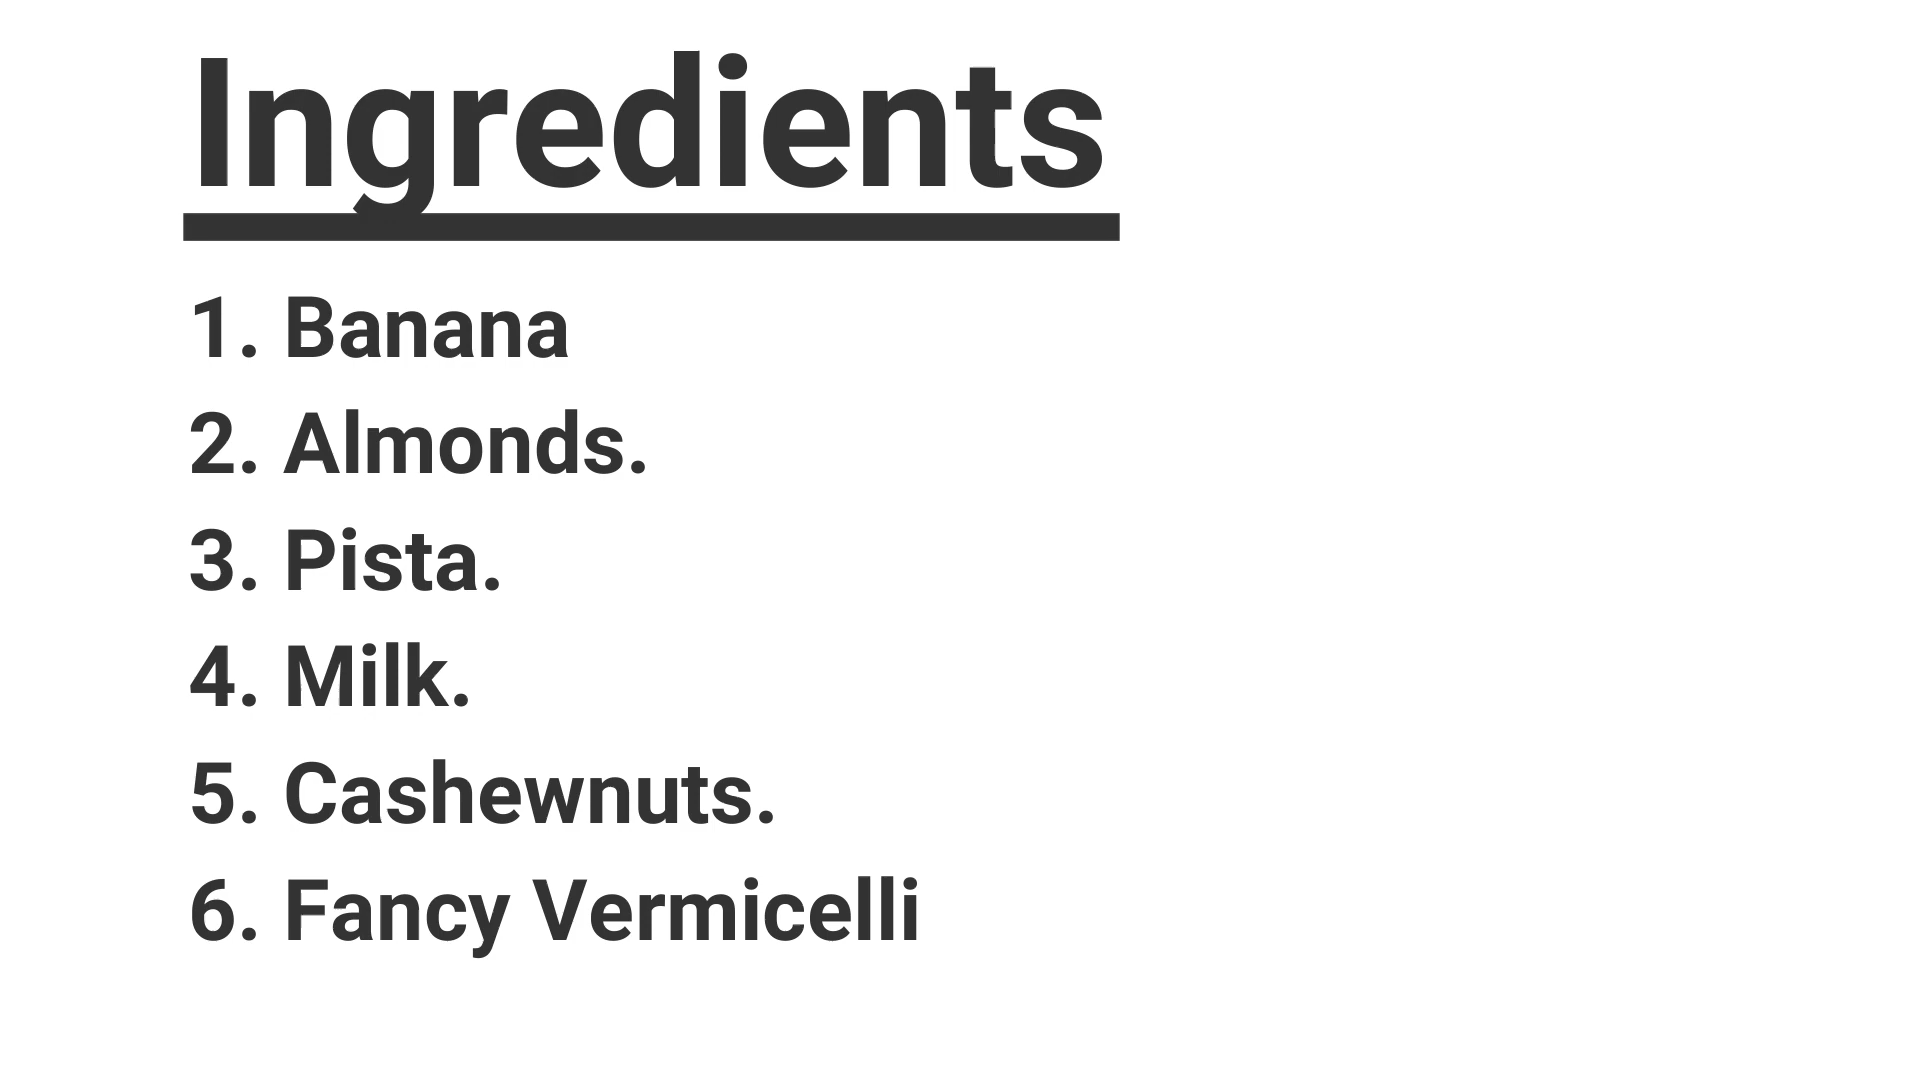 Ingredients
1. Banana
2. Almonds.
3. Pista.
4. Milk.
5. Cashewnuts.
6. Fancy Vermicelli